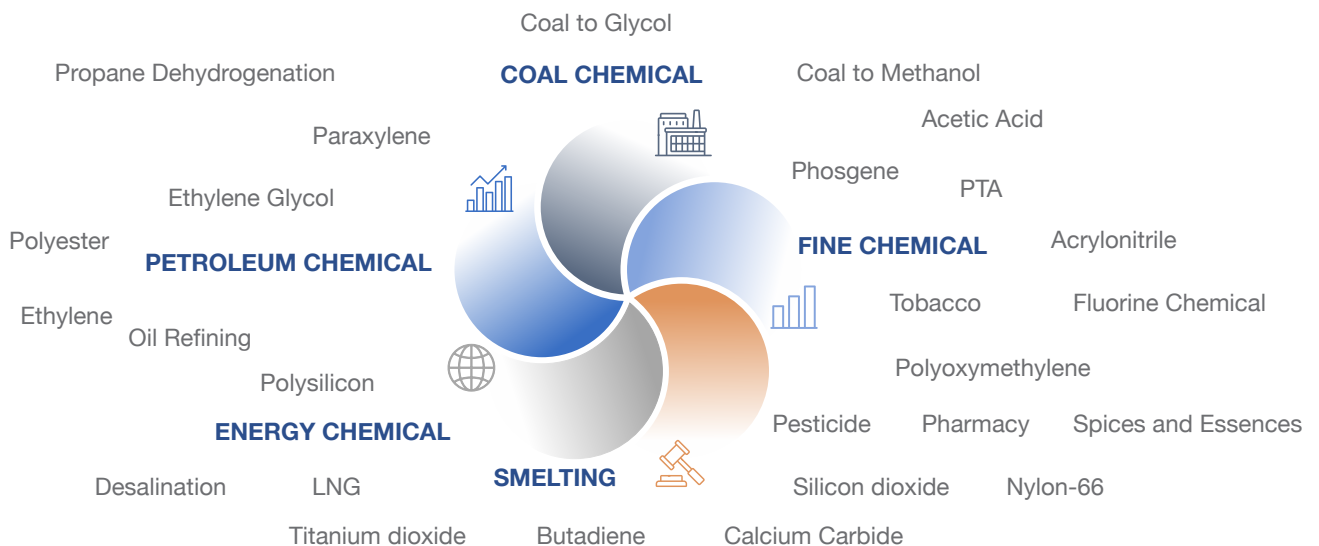 Coal to Glycol
Propane Dehydrogenation
COAL CHEMICAL
Coal to Methanol
Acetic Acid
Paraxylene
Phosgene
PTA
Ethylene Glycol
Polyester
PETROLEUM CHEMICAL
FINE CHEMICAL
Acrylonitrile
Ethylene
Oil Refining
Tobacco
Fluorine Chemical
Polysilicon
Polyoxymethylene
ENERGY CHEMICAL
Pesticide
Pharmacy
Spices and Essences
SMELTING
Desalination
LNG
Silicon dioxide
Nylon-66
Titanium dioxide
Butadiene
Calcium Carbide